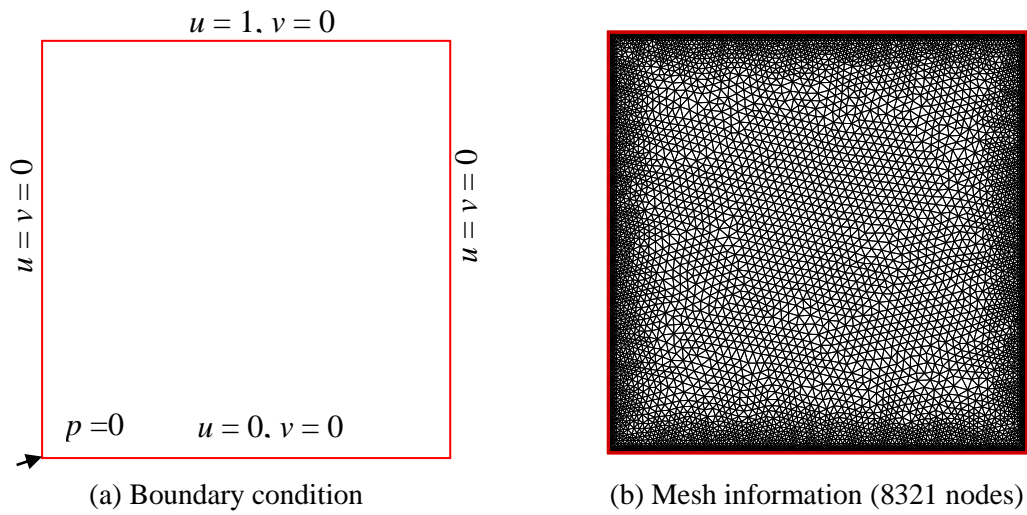 u = 1, v = 0
u = v = 0
u = v = 0
p =0
u = 0, v = 0
(a) Boundary condition
(b) Mesh information (8321 nodes)